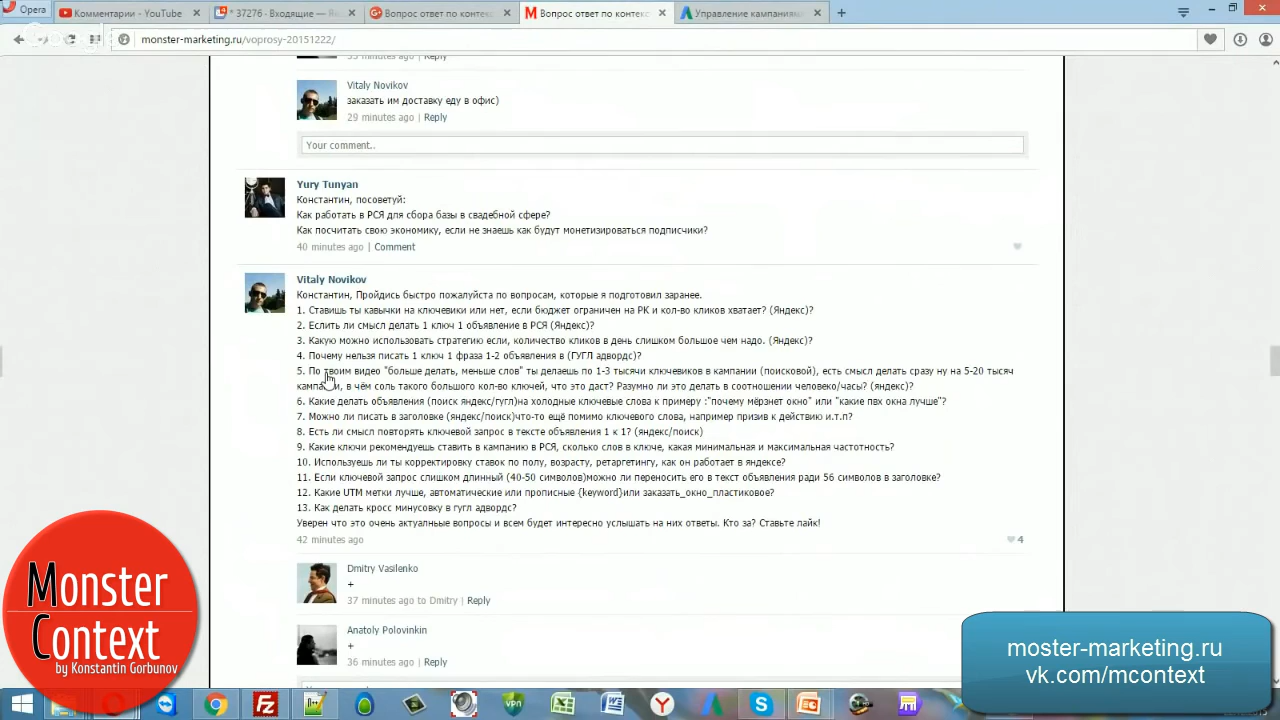 Opera
Комментарии - YouTube
* 37276 - Входящие — Ян
Вопрос ответ по контекс
Вопрос ответ по контекс
Управление кампаниям
monster-marketing.ru/voprosy-20151222/
Reply
Vitaly Novikov
заказать им доставку еду в офис)
29 minutes ago | Reply
Your comment..
Yury Tunyan
Константин, посоветуй:
Как работать в РСЯ для сбора базы в свадебной сфере?
Как посчитать свою экономику, если не знаешь как будут монетизироваться подписчики?
40 minutes ago | Comment
Vitaly Novikov
Константин, Пройдись быстро пожалуйста по вопросам, которые я подготовил заранее.
1. Ставишь ты кавычки на ключевики или нет, если бюджет ограничен на РК и кол-во кликов хватает? (Яндекс)?
2. Еслить ли смысл делать 1 ключ 1 объявление в РСЯ (Яндекс)?
3. Какую можно использовать стратегию если, количество кликов в день слишком большое чем надо. (Яндекс)?
4. Почему нельзя писать 1 ключ 1 фраза 1-2 объявления в (ГУГЛ адвордс)?
5. По твоим видео "больше делать, меньше слов" ты делаешь по 1-3 тысячи ключевиков в кампании (поисковой), есть смысл делать сразу ну на 5-20 тысяч
кампании, в чём соль такого большого кол-во ключей, что это даст? Разумно ли это делать в соотношении человеко/часы? (яндекс)?
6. Какие делать объявления (поиск яндекс/гугл)на холодные ключевые слова к примеру :"почему мёрзнет окно" или "какие пвх окна лучше"?
7. Можно ли писать в заголовке (яндекс/поиск)что-то ещё помимо ключевого слова, например призив к действию и.т.п?
8. Есть ли смысл повторять ключевой запрос в тексте объявления 1 к 1? (яндекс/поиск)
9. Какие ключи рекомендуешь ставить в кампанию в РСЯ, сколько слов в ключе, какая минимальная и максимальная частотность?
10. Используешь ли ты корректировку ставок по полу, возрасту, ретаргетингу, как он работает в яндексе?
11. Если ключевой запрос слишком длинный (40-50 символов)можно ли переносить его в текст объявления ради 56 символов в заголовке?
12. Какие UTM метки лучше, автоматические или прописные {keyword}или заказать_окно_пластиковое?
13. Как делать кросс минусовку в гугл адвордс?
Уверен что это очень актуалньые вопросы и всем будет интересно услышать на них ответы. Кто за? Ставьте лайк!
42 minutes ago
4
Dmitry Vasilenko
+
37 minutes ago to Dmitry | Reply
Anatoly Polovinkin
+
36 minutes ago | Reply
Monster
Context
by Konstantin Gorbunov
moster-marketing.ru
vk.com/mcontext